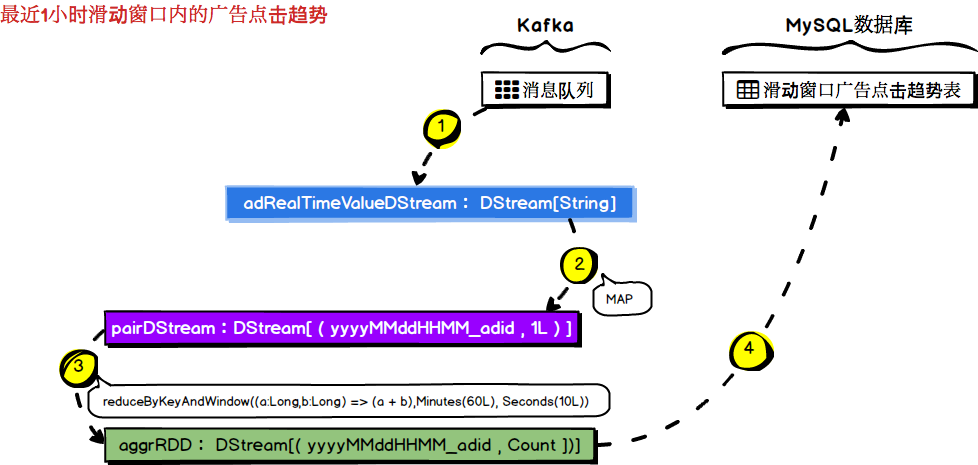 最近1小时滑动窗口内的广告点击趋势
Kafka
MySQL数据库
消息队列
滑动窗口广告点击趋势表
1
adRealTimeValueDStream： DStream[String]
2
MAP
pairDStream：DStream[ ( yyyyMMddHHMM_adid , 1L ) ]
3
4
reduceByKeyAndWindow((a:Long,b:Long) => (a + b),Minutes(60L), Seconds(10L))
aggrRDD： DStream[( yyyyMMddHHMM_adid , Count ])]